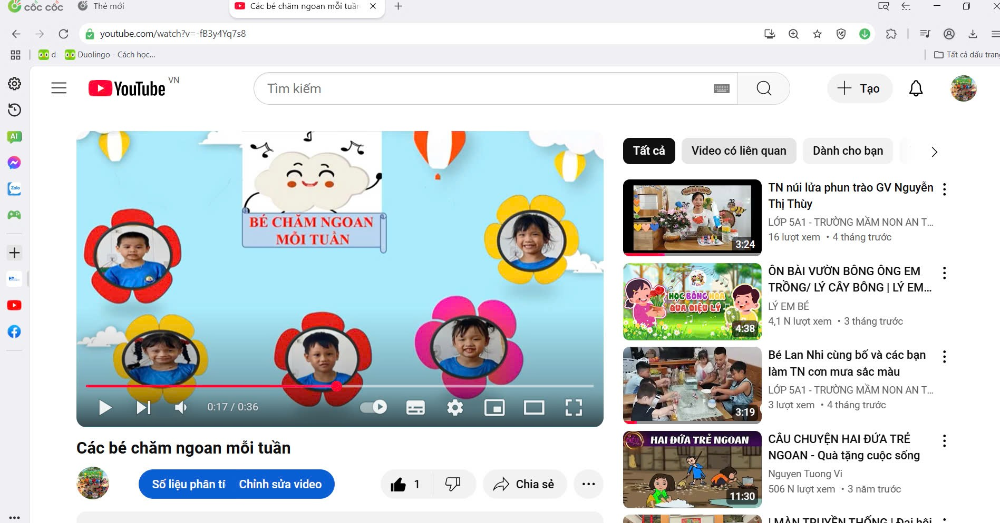 cốc cốc
Thẻ mới
Các bé chăm ngoan mỗi tuần
youtube.com/watch?v=-fB3y4Yq7s8
d
Duolingo - Cách học...
Tất cả dấu trang
AI
Zalo
YouTube VN
Tìm kiếm
Tạo
BÉ CHĂM NGOAN
MỖI TUẦN
0:17 / 0:36
Các bé chăm ngoan mỗi tuần
Số liệu phân tí
Chỉnh sửa video
1
Chia sẻ
Tất cả
Video có liên quan
Dành cho bạn
Hoa bé ngoan
3:24
TN núi lửa phun trào GV Nguyễn
Thị Thùy
LỚP 5A1 - TRƯỜNG MẦM NON AN T...
16 lượt xem • 4 tháng trước
HỌC BÔNG HOA
QUA ĐIỆU LÝ
4:38
ÔN BÀI VƯỜN BÔNG ÔNG EM
TRỒNG/ LÝ CÂY BÔNG | LÝ EM...
LÝ EM BÉ
4,1 N lượt xem • 3 tháng trước
3:19
Bé Lan Nhi cùng bố và các bạn
làm TN cơn mưa sắc màu
LỚP 5A1 - TRƯỜNG MẦM NON AN T...
3 lượt xem • 4 tháng trước
HAI ĐỨA TRẺ NGOAN
11:30
CÂU CHUYỆN HAI ĐỨA TRẺ
NGOAN - Quà tặng cuộc sống
Nguyen Tuong Vi
506 N lượt xem • 3 năm trước
! MÀN TRUYỀN THỐNG | Đại hội